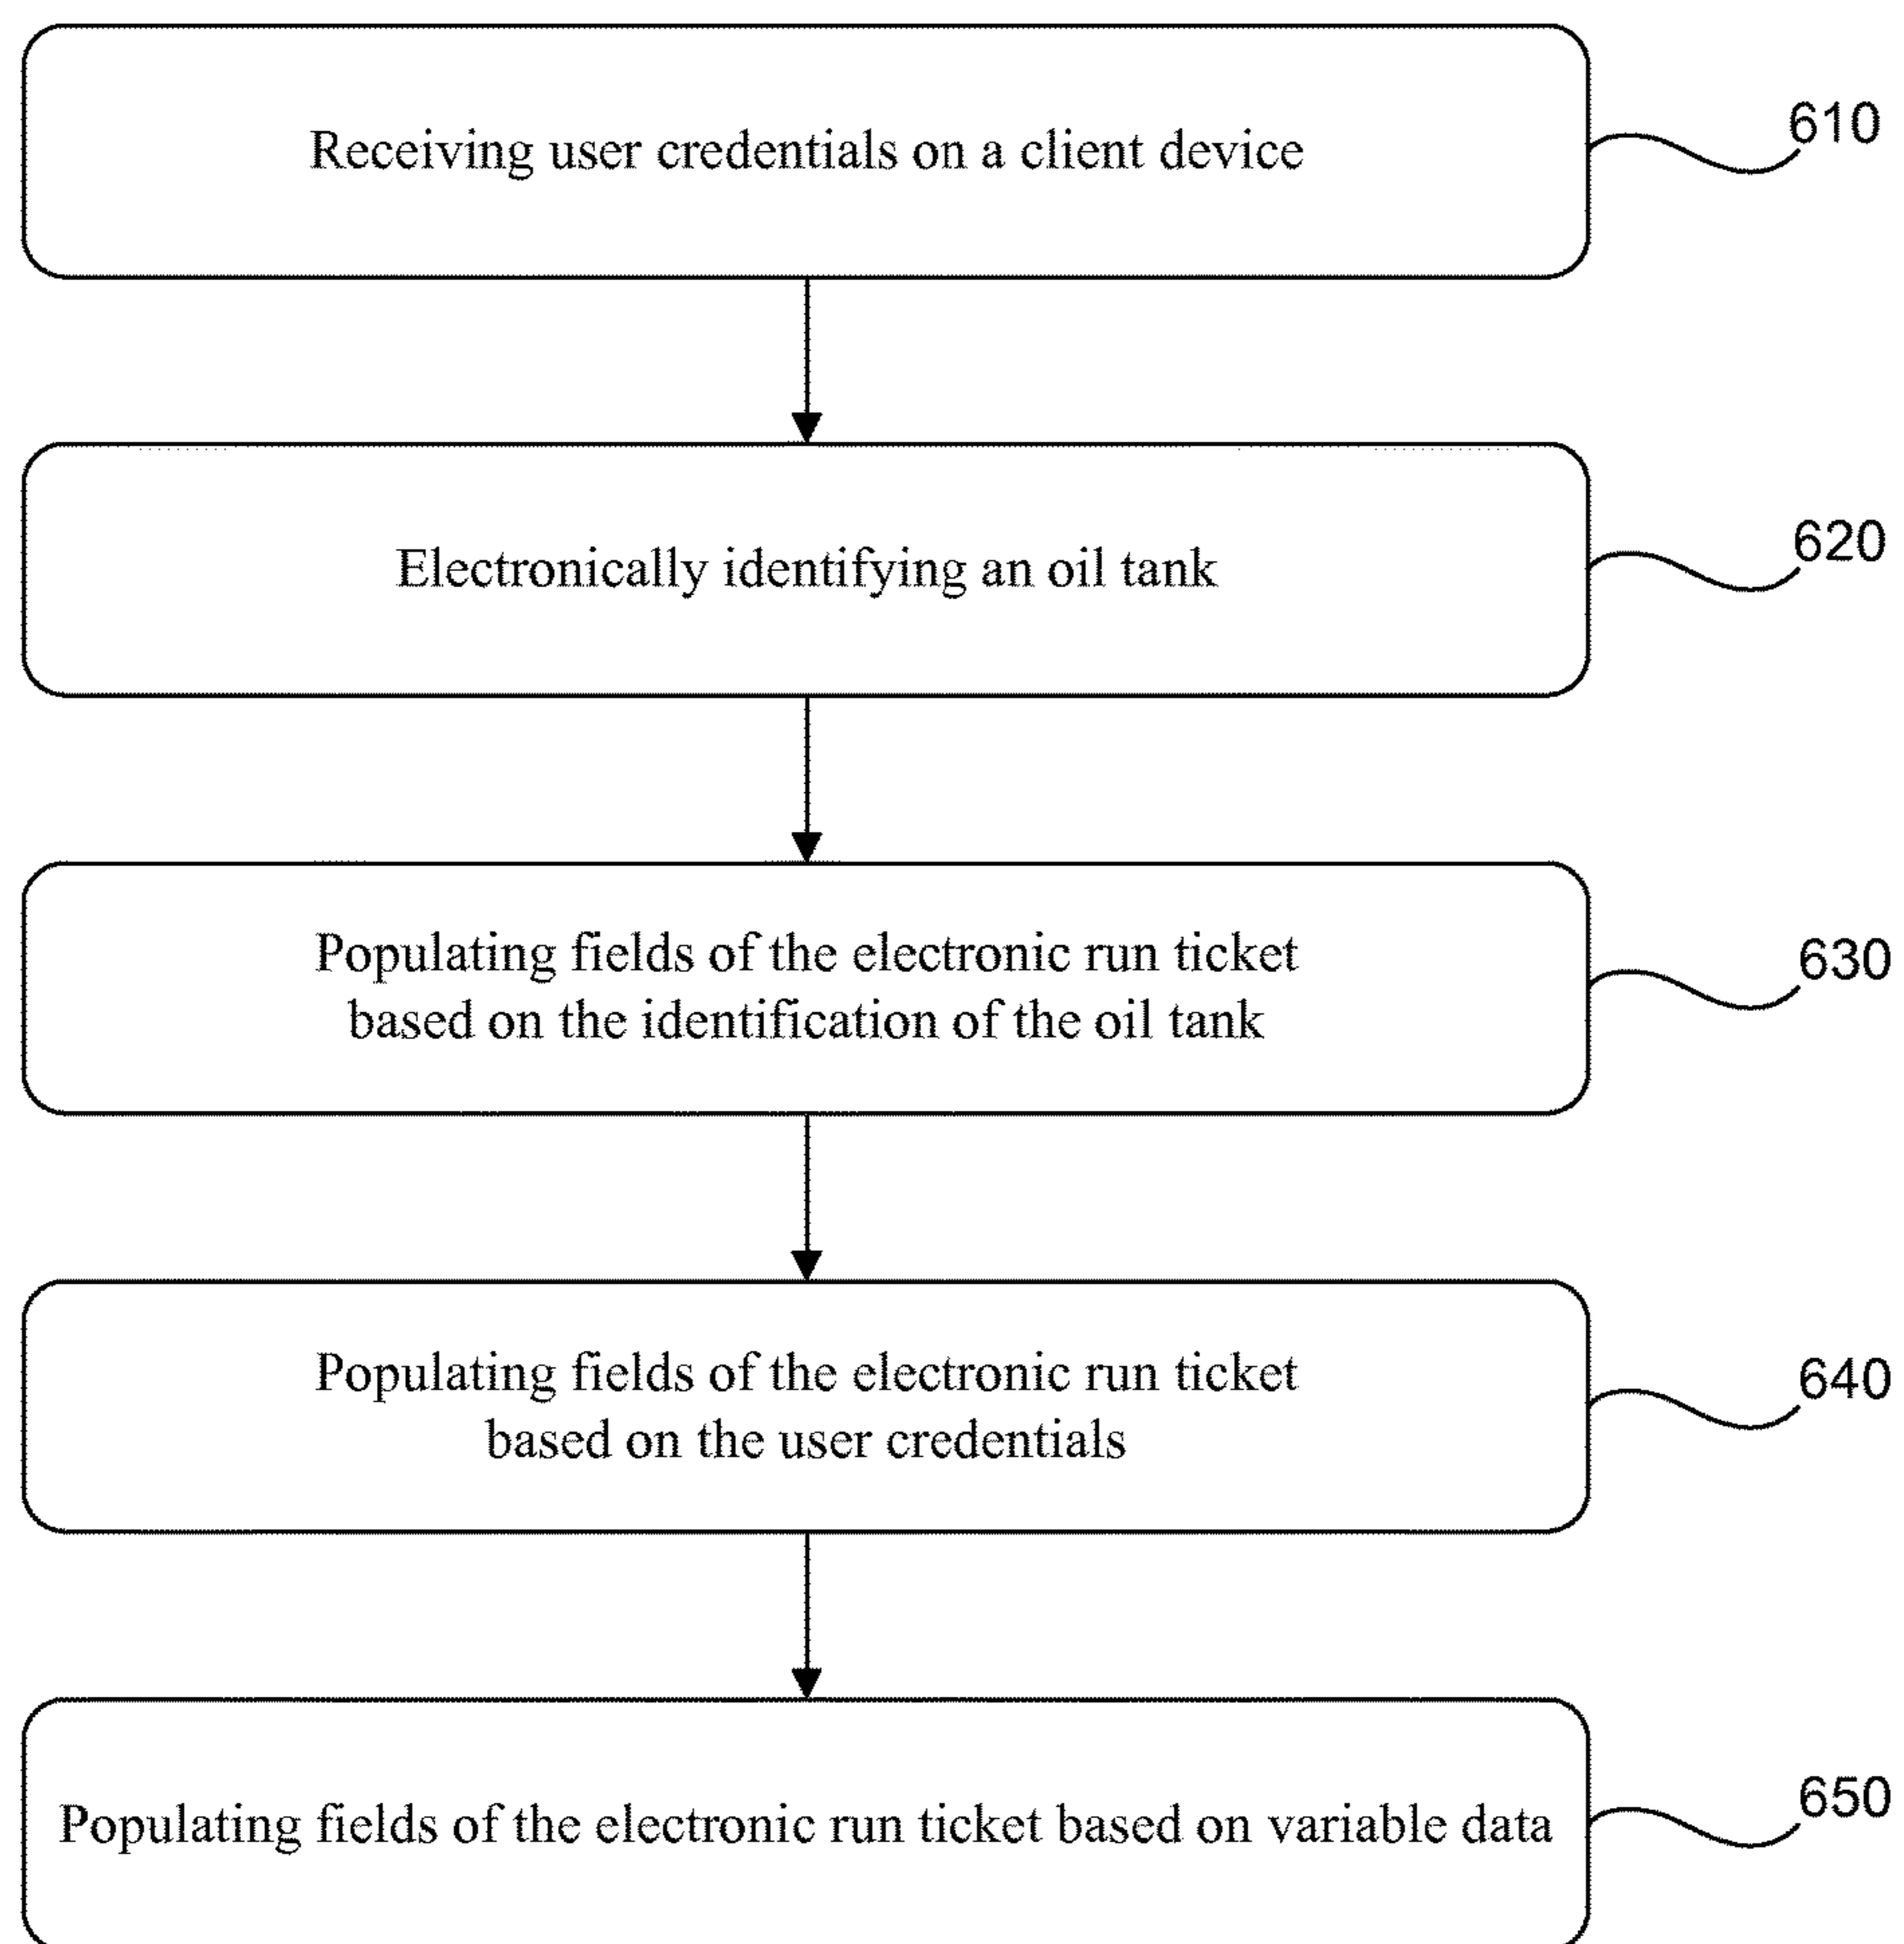 Receiving user credentials on a client device
610
Electronically identifying an oil tank
620
Populating fields of the electronic run ticket
based on the identification of the oil tank
630
Populating fields of the electronic run ticket
based on the user credentials
640
Populating fields of the electronic run ticket based on variable data
650